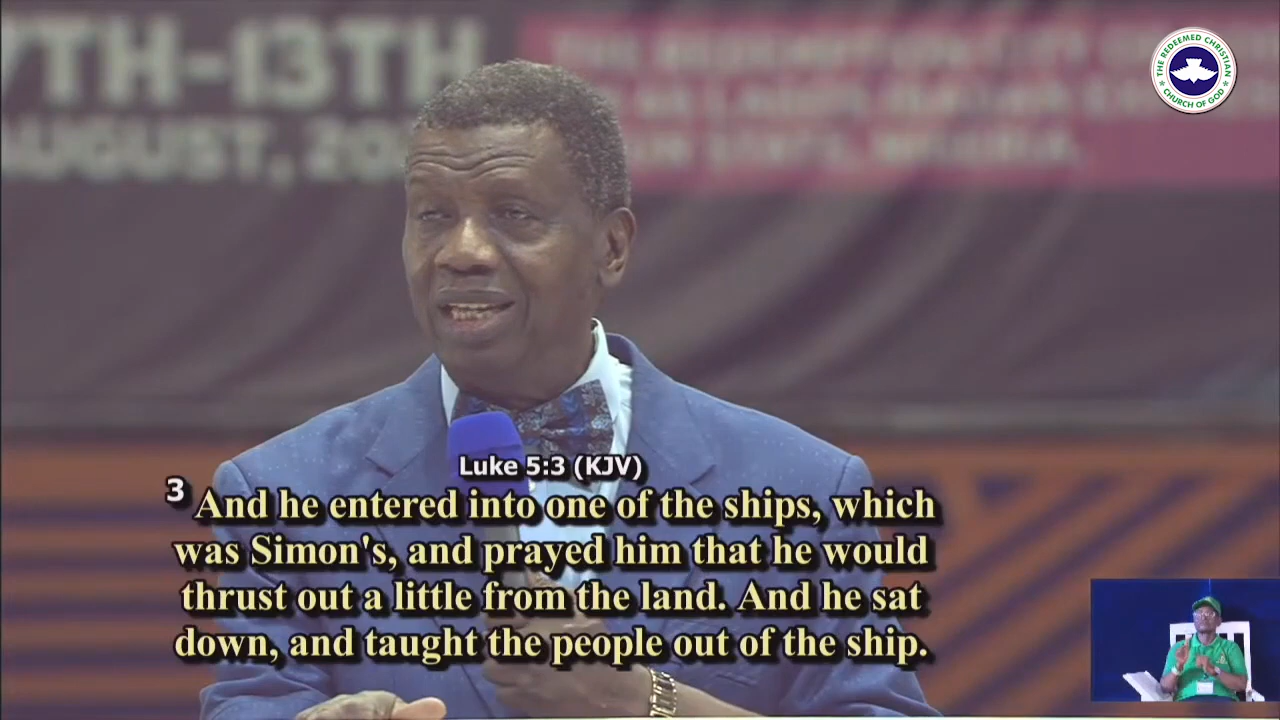 7TH-13TH
AUGUST, 20
THE REDEEMED CHRISTIAN
CHURCH OF GOD
Luke 5:3 (KJV)
3 And he entered into one of the ships, which
was Simon's, and prayed him that he would
thrust out a little from the land. And he sat
down, and taught the people out of the ship.